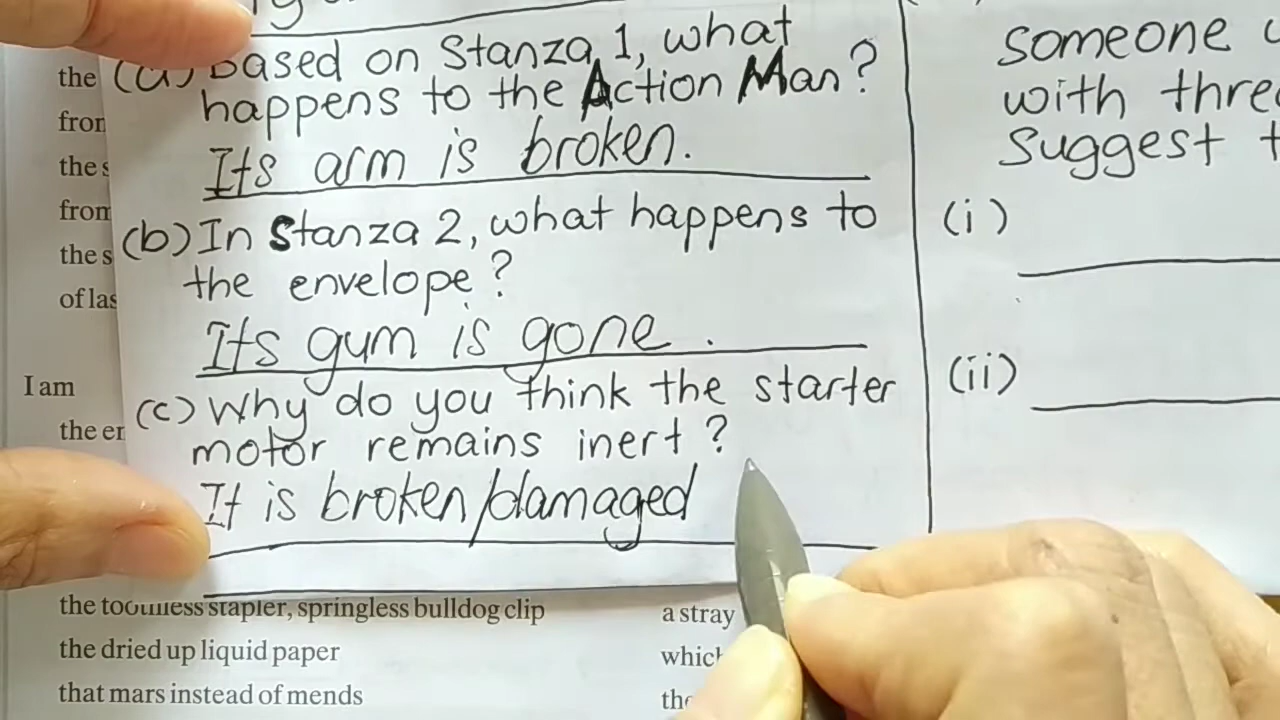 (a) Based on Stanza 1, what
happens to the Action Man?
Its arm is broken.
(b) In Stanza 2, what happens to
the envelope?
Its gum is gone.
(c) Why do you think the starter
motor remains inert?
It is broken/damaged
someone
with three
suggest
(i)
(ii)
the
from
the s
from
the s
of las
I am
the er
the toothless stapler, springless bulldog clip
the dried up liquid paper
that mars instead of mends
a stray
which
the